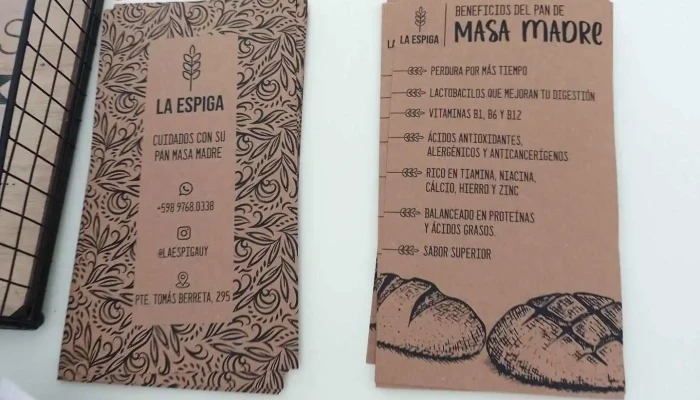 LA ESPIGA
CUIDADOS CON SU
PAN MASA MADRE
+598 9768.0338
@LAESPIGAUY
PTE. TOMÁS BERRETA, 295
LA ESPIGA
BENEFICIOS DEL PAN DE
MASA MADRE
PERDURA POR MÁS TIEMPO
LACTOBACILOS QUE MEJORAN TU DIGESTIÓN
VITAMINAS B1, B6 Y B12
ÁCIDOS ANTIOXIDANTES,
ALERGÉNICOS Y ANTICANCERÍGENOS
RICO EN TIAMINA, NIACINA,
CÁLCIO, HIERRO Y ZINC
BALANCEADO EN PROTEÍNAS
Y ÁCIDOS GRASOS
SABOR SUPERIOR